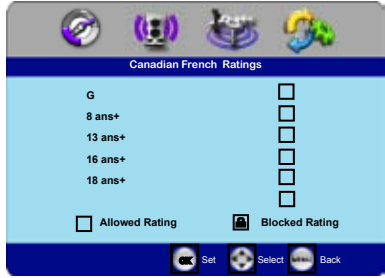 Canadian French Ratings
G
8 ans+
13 ans+
16 ans+
18 ans+
Allowed Rating Blocked Rating
OK Set Select MENU Back